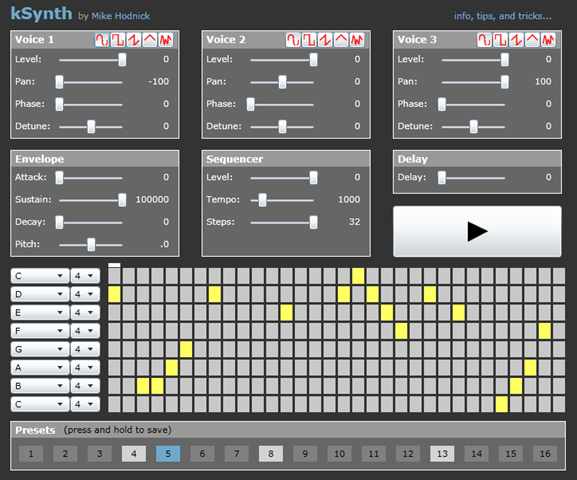 kSynth by Mike Hodnick info, tips, and tricks...
Voice 1
Level: 0
Pan: -100
Phase: 0
Detune: 0
Voice 2
Level: 0
Pan: 0
Phase: 0
Detune: 0
Voice 3
Level: 0
Pan: 100
Phase: 0
Detune: 0
Envelope
Attack: 0
Sustain: 100000
Decay: 0
Pitch: .0
Sequencer
Level: 0
Tempo: 1000
Steps: 32
Delay
Delay: 0
C 4
D 4
E 4
F 4
G 4
A 4
B 4
C 4
Presets (press and hold to save)
1 2 3 4 5 6 7 8 9 10 11 12 13 14 15 16